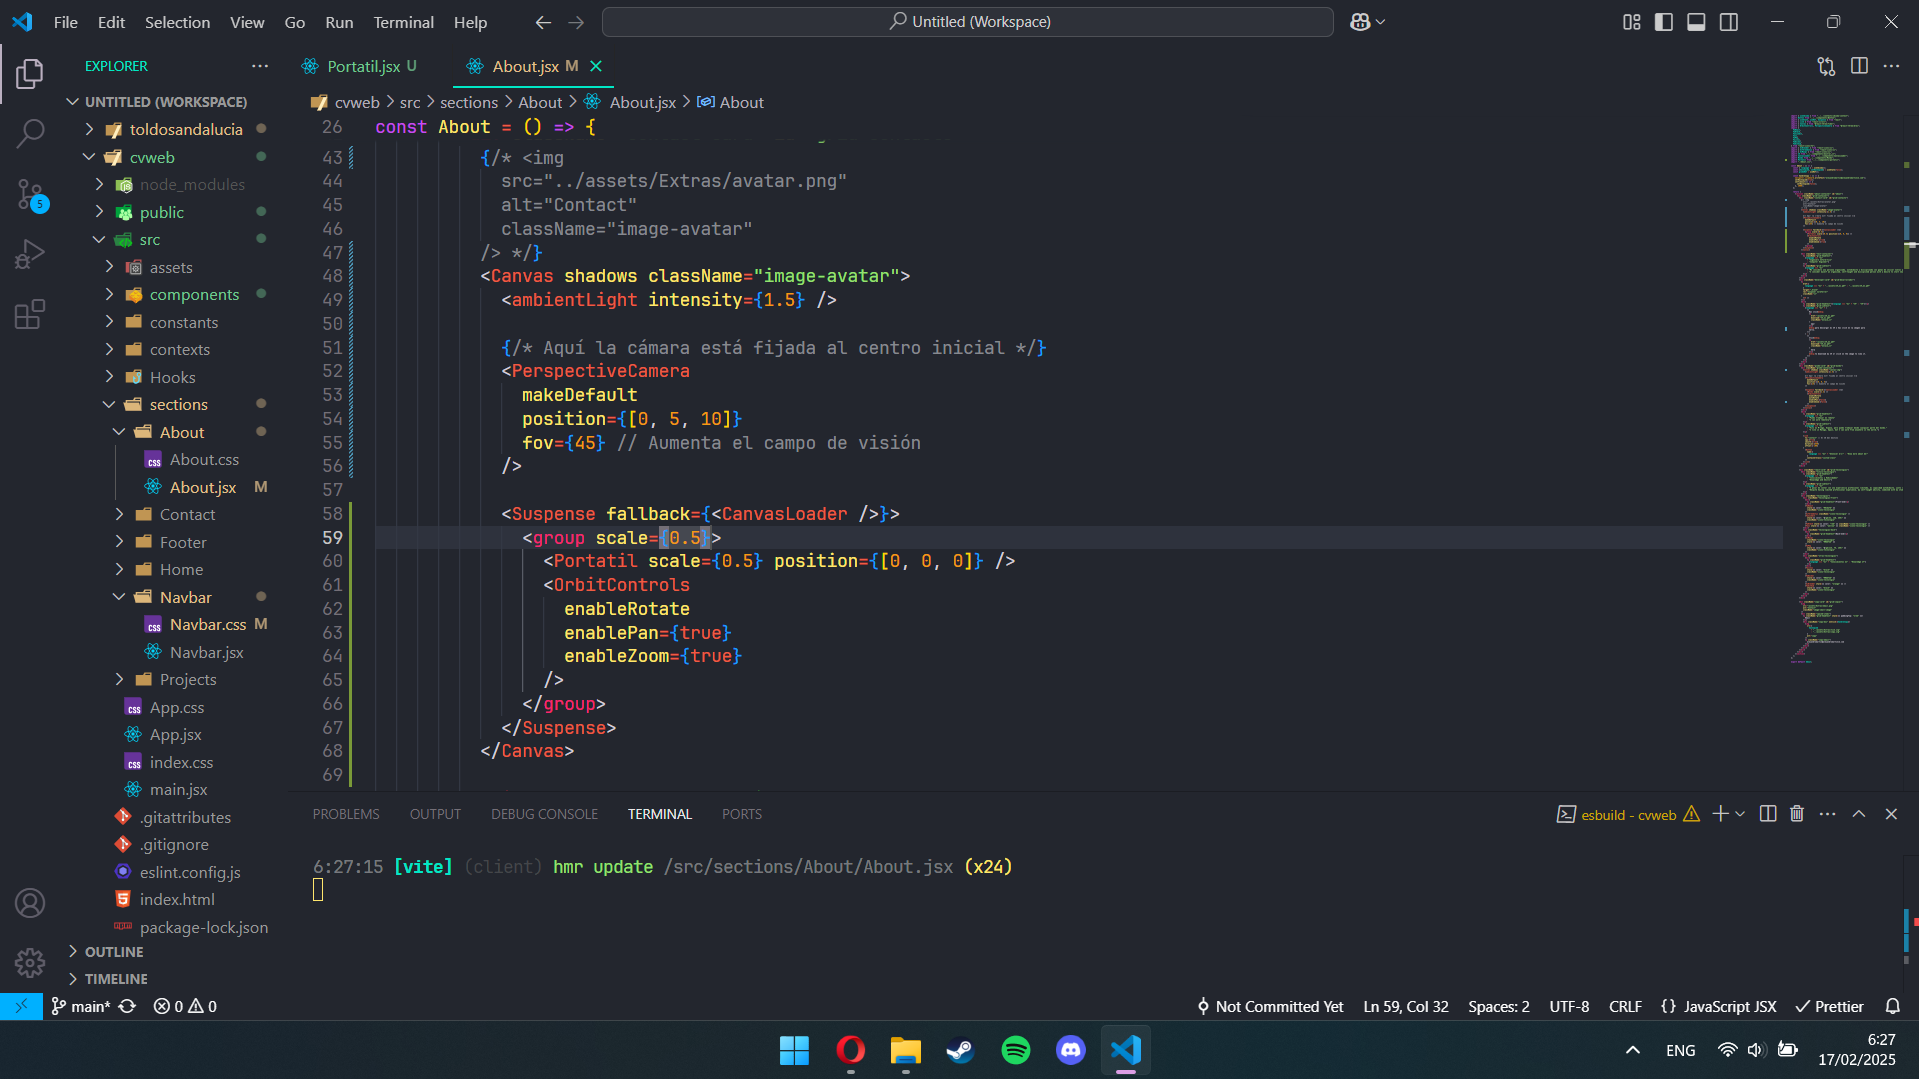 File Edit Selection View Go Run Terminal Help
Untitled (Workspace)
EXPLORER
UNTITLED (WORKSPACE)
toldosandalucia
cvweb
node_modules
public
src
assets
components
constants
contexts
Hooks
sections
About
About.css
About.jsx M
Contact
Footer
Home
Navbar
Navbar.css M
Navbar.jsx
Projects
App.css
App.jsx
index.css
main.jsx
.gitattributes
.gitignore
eslint.config.js
index.html
package-lock.json
OUTLINE
TIMELINE
5
Portatil.jsx U
About.jsx M
cvweb > src > sections > About > About.jsx > About
26 const About = () => {
43 {/* <img
44 src="../assets/Extras/avatar.png"
45 alt="Contact"
46 className="image-avatar"
47 /> */}
48 <Canvas shadows className="image-avatar">
49 <ambientLight intensity={1.5} />
50
51 {/* Aquí la cámara está fijada al centro inicial */}
52 <PerspectiveCamera
53 makeDefault
54 position={[0, 5, 10]}
55 fov={45} // Aumenta el campo de visión
56 />
57
58 <Suspense fallback={<CanvasLoader />}>
59 <group scale={0.5}>
60 <Portatil scale={0.5} position={[0, 0, 0]} />
61 <OrbitControls
62 enableRotate
63 enablePan={true}
64 enableZoom={true}
65 />
66 </group>
67 </Suspense>
68 </Canvas>
69
PROBLEMS OUTPUT DEBUG CONSOLE TERMINAL PORTS
esbuild - cvweb
6:27:15 [vite] (client) hmr update /src/sections/About/About.jsx (x24)
main* 0 0
Not Committed Yet Ln 59, Col 32 Spaces: 2 UTF-8 CRLF {} JavaScript JSX Prettier
ENG
6:27
17/02/2025